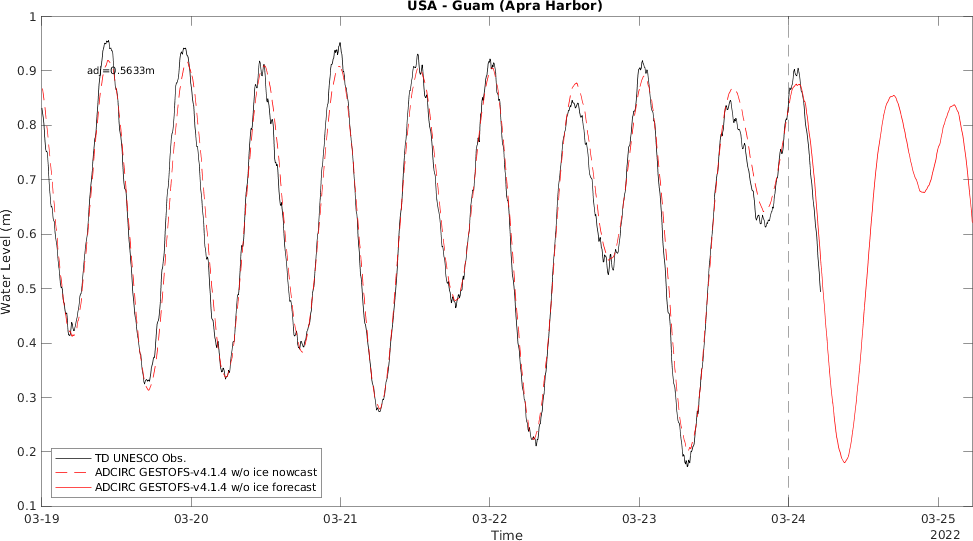 USA - Guam (Apra Harbor)
1
0.9
0.8
0.7
0.6
0.5
0.4
0.3
0.2
0.1
Water Level (m)
adj=0.5633m
TD UNESCO Obs.
ADCIRC GESTOFS-v4.1.4 w/o ice nowcast
ADCIRC GESTOFS-v4.1.4 w/o ice forecast
03-19 03-20 03-21 03-22 03-23 03-24 03-25
Time
2022